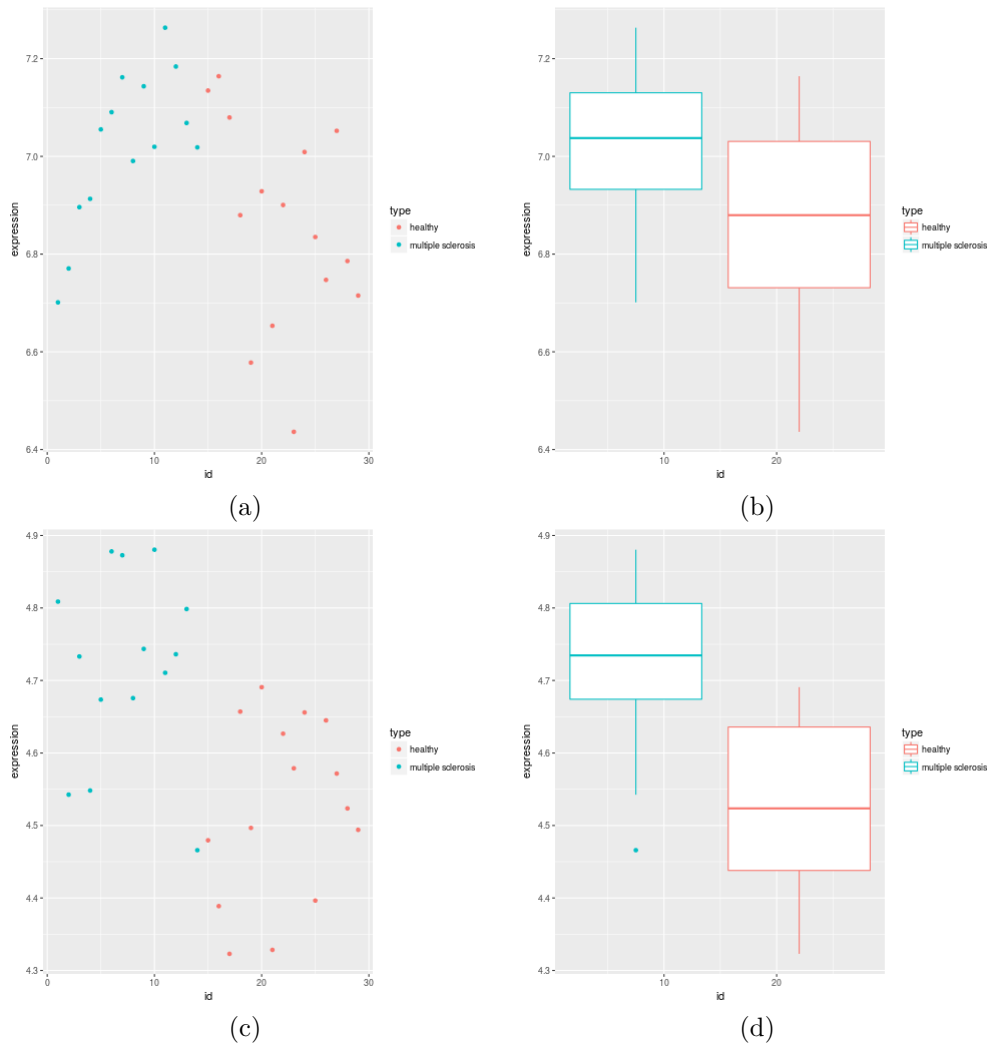 7.2
7.0
6.8
6.6
6.4
expression
0
10
20
30
id
type
healthy
multiple sclerosis
(a)
7.2
7.0
6.8
6.6
6.4
expression
10
20
id
type
healthy
multiple sclerosis
(b)
4.9
4.8
4.7
4.6
4.5
4.4
4.3
expression
0
10
20
30
id
type
healthy
multiple sclerosis
(c)
4.9
4.8
4.7
4.6
4.5
4.4
4.3
expression
10
20
id
type
healthy
multiple sclerosis
(d)